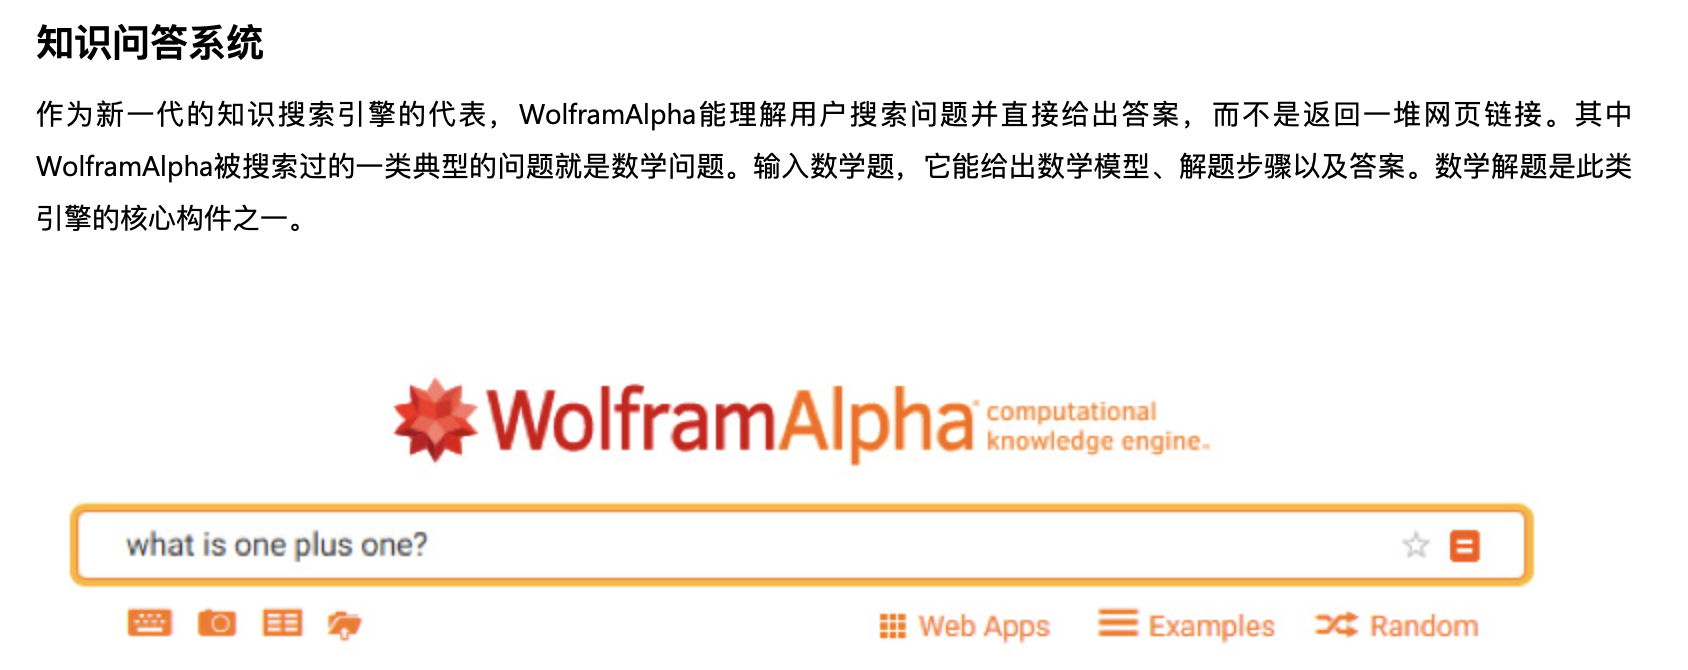 知识问答系统
作为新一代的知识搜索引擎的代表，WolframAlpha能理解用户搜索问题并直接给出答案，而不是返回一堆网页链接。其中
WolframAlpha被搜索过的一类典型的问题就是数学问题。输入数学题，它能给出数学模型、解题步骤以及答案。数学解题是此类
引擎的核心构件之一。
WolframAlpha computational
knowledge engine.
what is one plus one?
Web Apps Examples Random